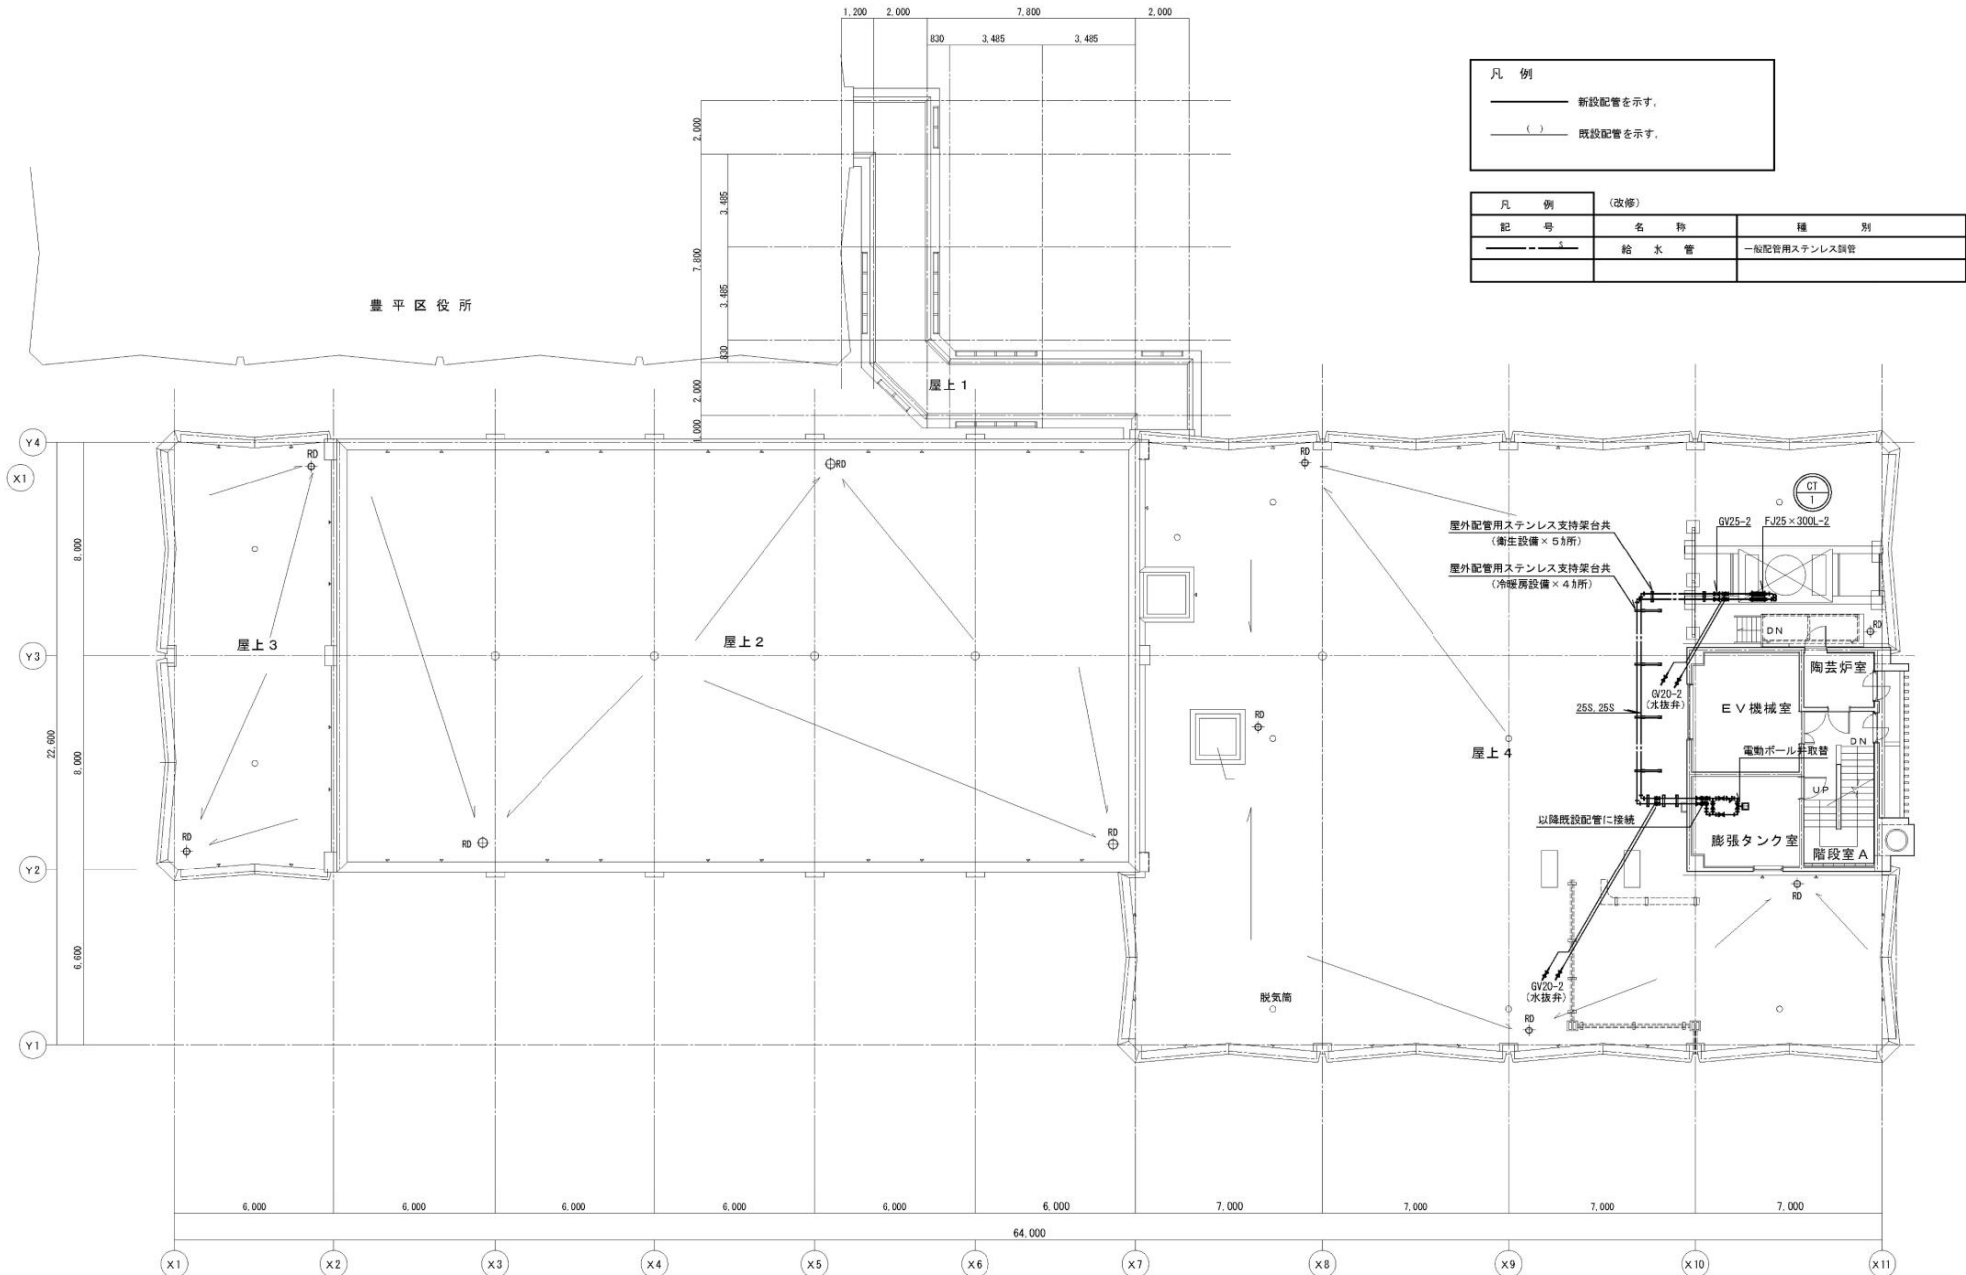 1,200 2,000 7,800 2,000
830 3,485 3,485
凡 例
新設配管を示す.
( ) 既設配管を示す.
凡 例 (改修)
記 号 名 称 種 別
S 給 水 管 一般配管用ステンレス鋼管
2,000
3,485
7,800
3,485
830
2,000
1,000
豊平区役所
屋上1
Y4
X1
RD
RD
RD
CT
1
8,000
屋外配管用ステンレス支持架台共
(衛生設備×5カ所)
GV25-2
FJ25×300L-2
屋外配管用ステンレス支持架台共
(冷暖房設備×4カ所)
DN
RD
屋上3
屋上2
Y3
陶芸炉室
GV20-2
(水抜弁)
EV機械室
25S,25S
RD
22,600
8,000
屋上4
DN
電動ボール弁取替
UP
以降既設配管に接続
RD
RD
RD
膨張タンク室
階段室A
Y2
RD
6,600
GV20-2
(水抜弁)
脱気筒
RD
Y1
6,000 6,000 6,000 6,000 6,000 6,000 7,000 7,000 7,000 7,000
64,000
X1 X2 X3 X4 X5 X6 X7 X8 X9 X10 X11